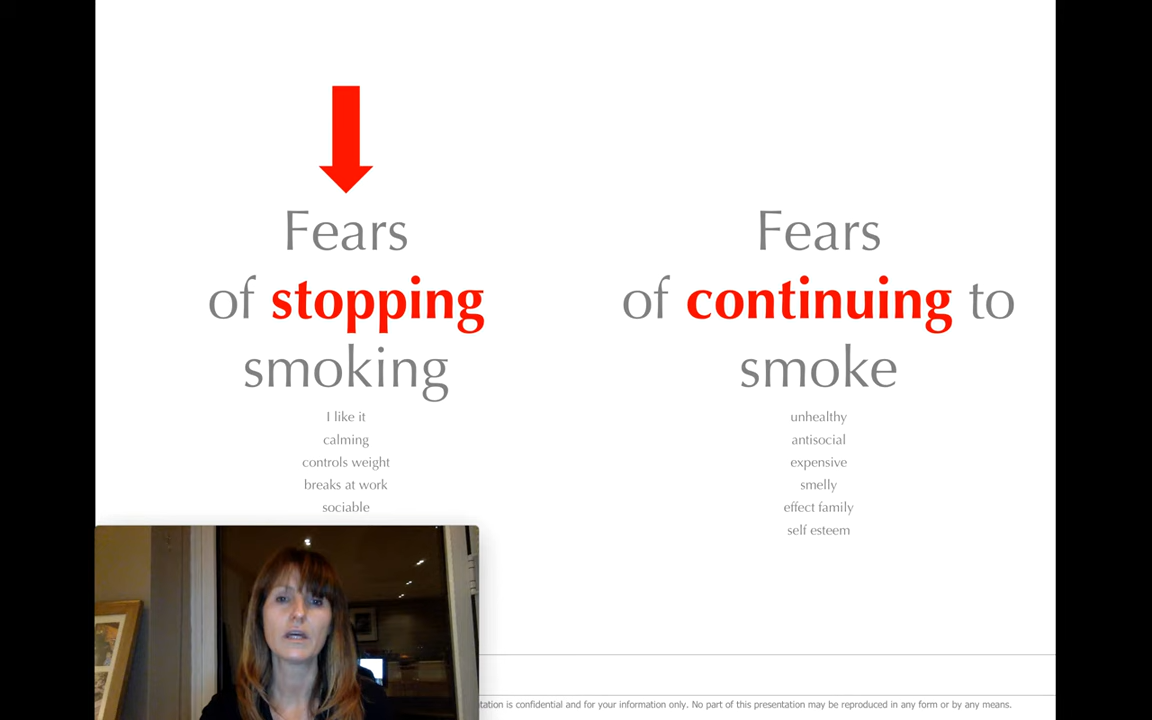 Fears
of stopping
smoking
I like it
calming
controls weight
breaks at work
sociable
Fears
of continuing to
smoke
unhealthy
antisocial
expensive
smelly
effect family
self esteem
is confidential and for your information only. No part of this presentation may be reproduced in any form or by any means.